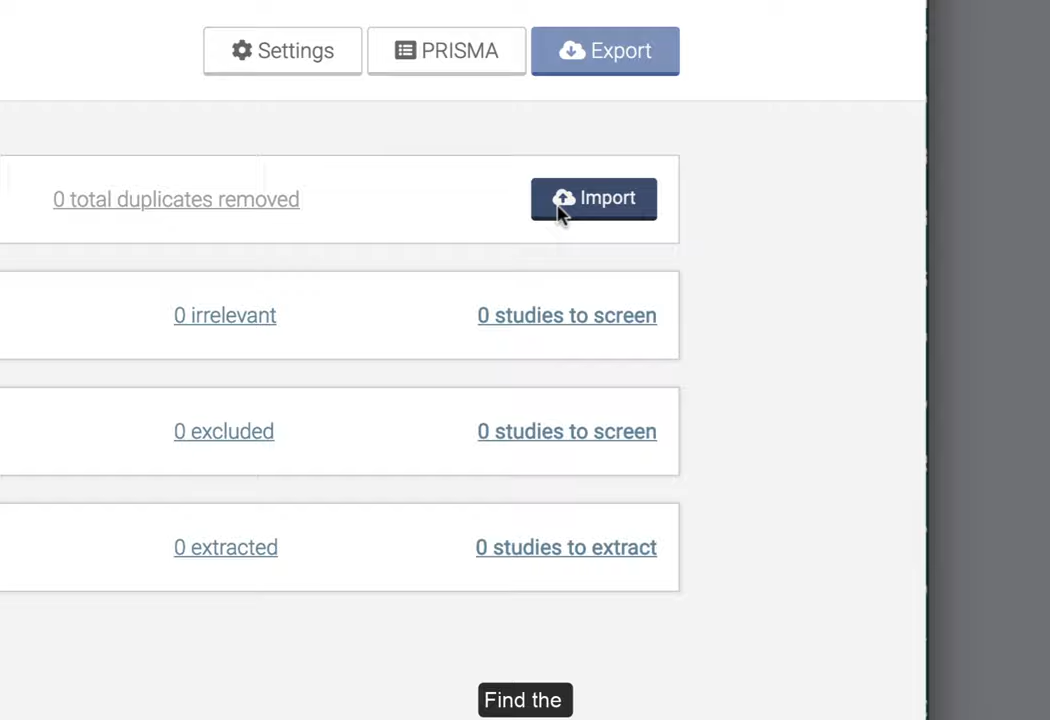 Settings PRISMA Export
0 total duplicates removed Import
0 irrelevant 0 studies to screen
0 excluded 0 studies to screen
0 extracted 0 studies to extract
Find the